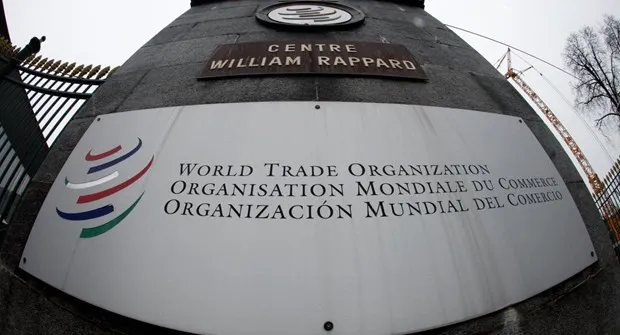 CENTRE
WILLIAM RAPPARD
WORLD TRADE ORGANIZATION
ORGANISATION MONDIALE DU COMMERCE
ORGANIZACIÓN MUNDIAL DEL COMERCIO